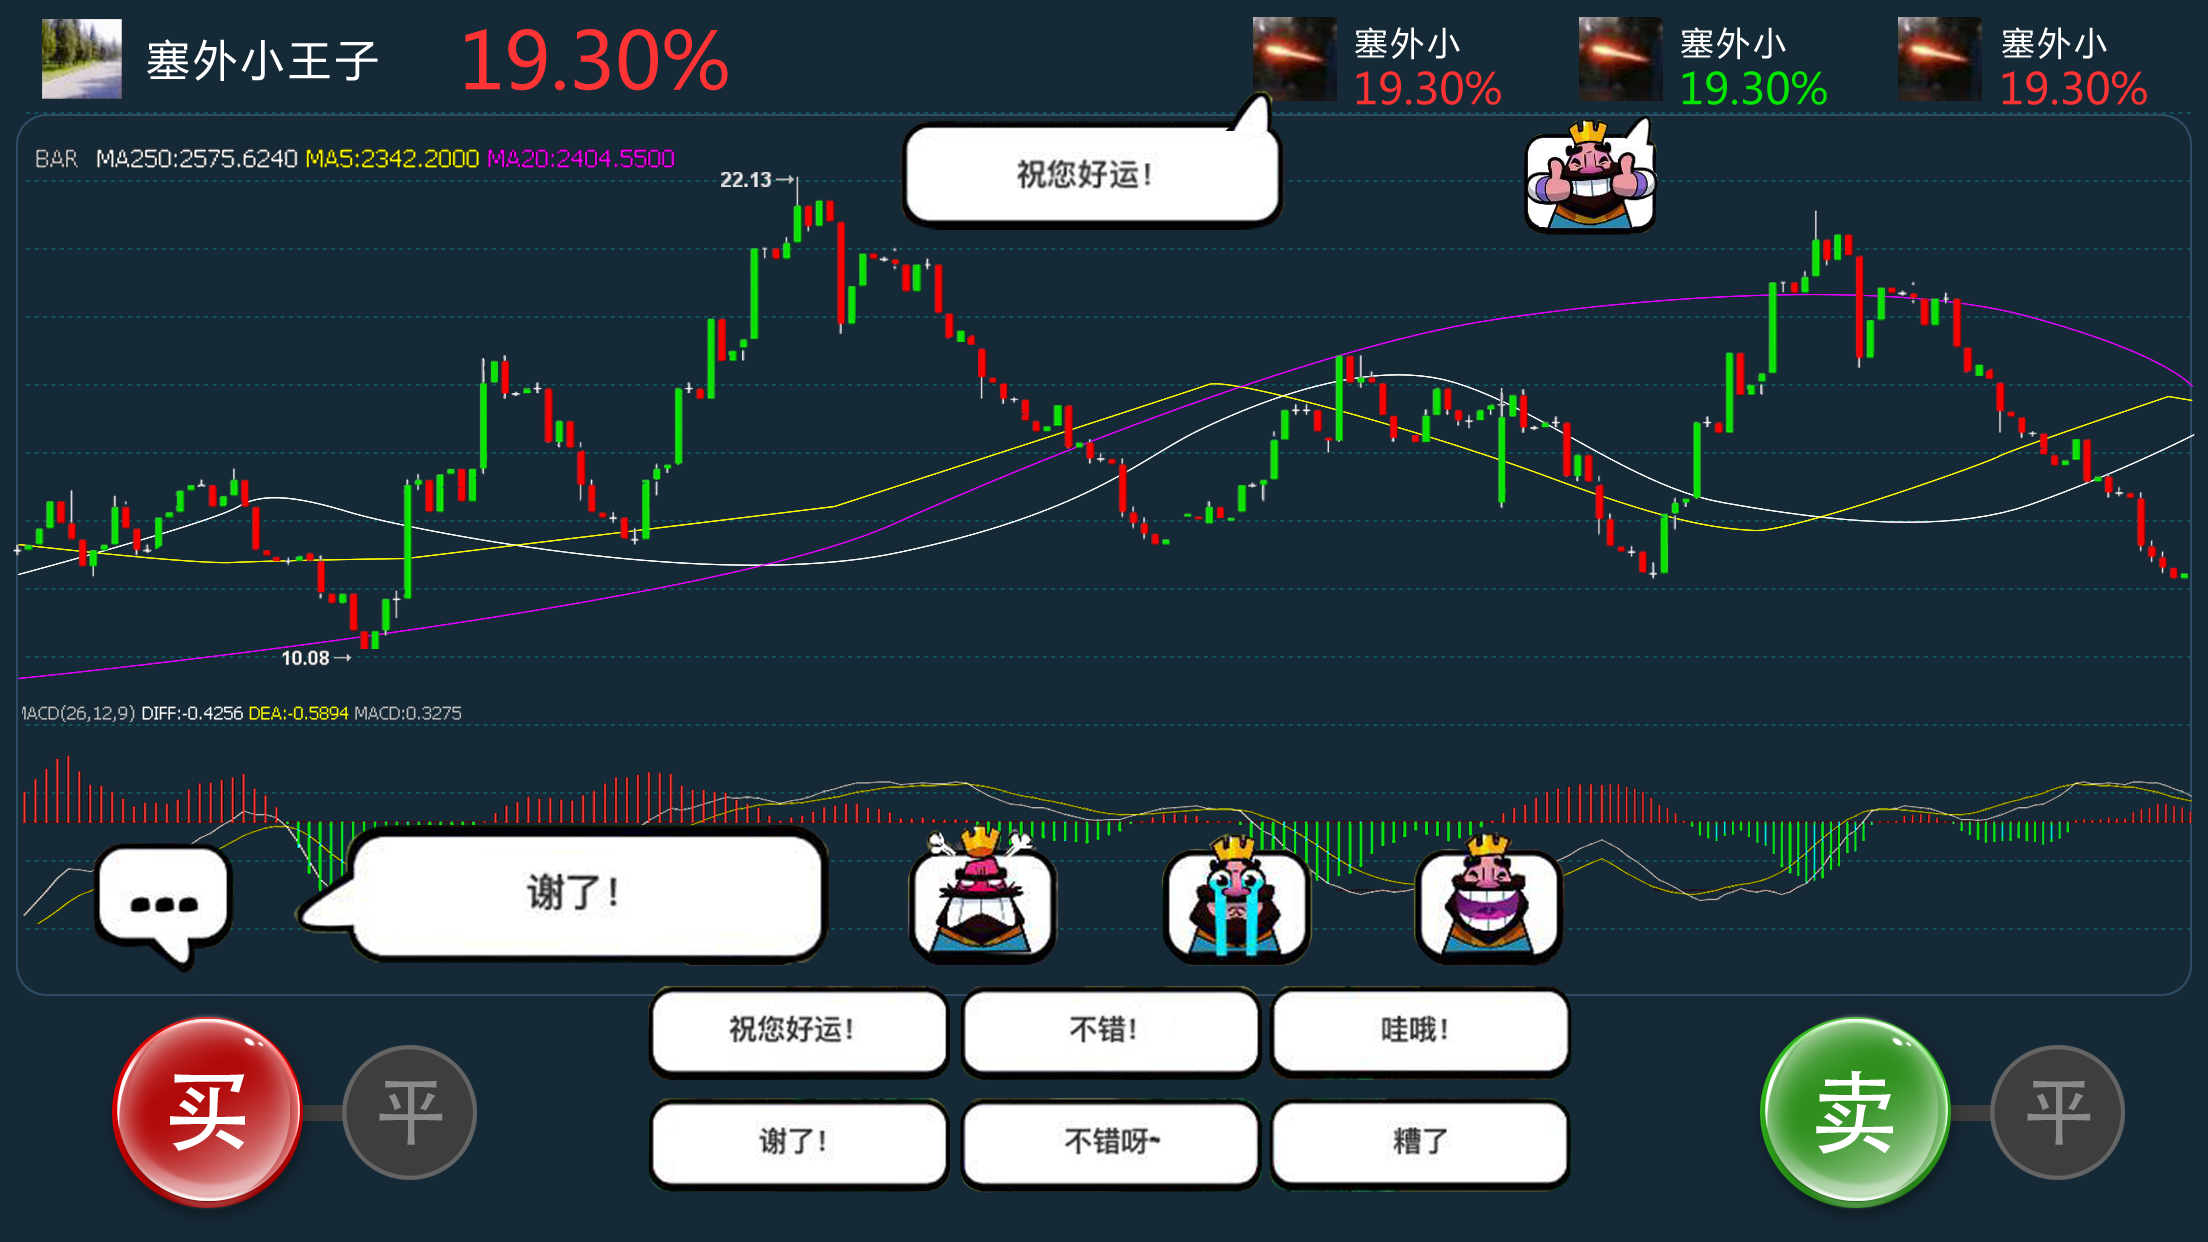 塞外小王子 19.30%
塞外小
19.30%
塞外小
19.30%
塞外小
19.30%
BAR MA250:2575.6240 MA5:2342.2000 MA20:2404.5500
祝您好运!
22.13→
10.08→
MACD(26,12,9) DIFF:-0.4256 DEA:-0.5894 MACD:0.3275
谢了!
祝您好运! 不错! 哇哦!
谢了! 不错呀~ 糟了
买 平
卖 平